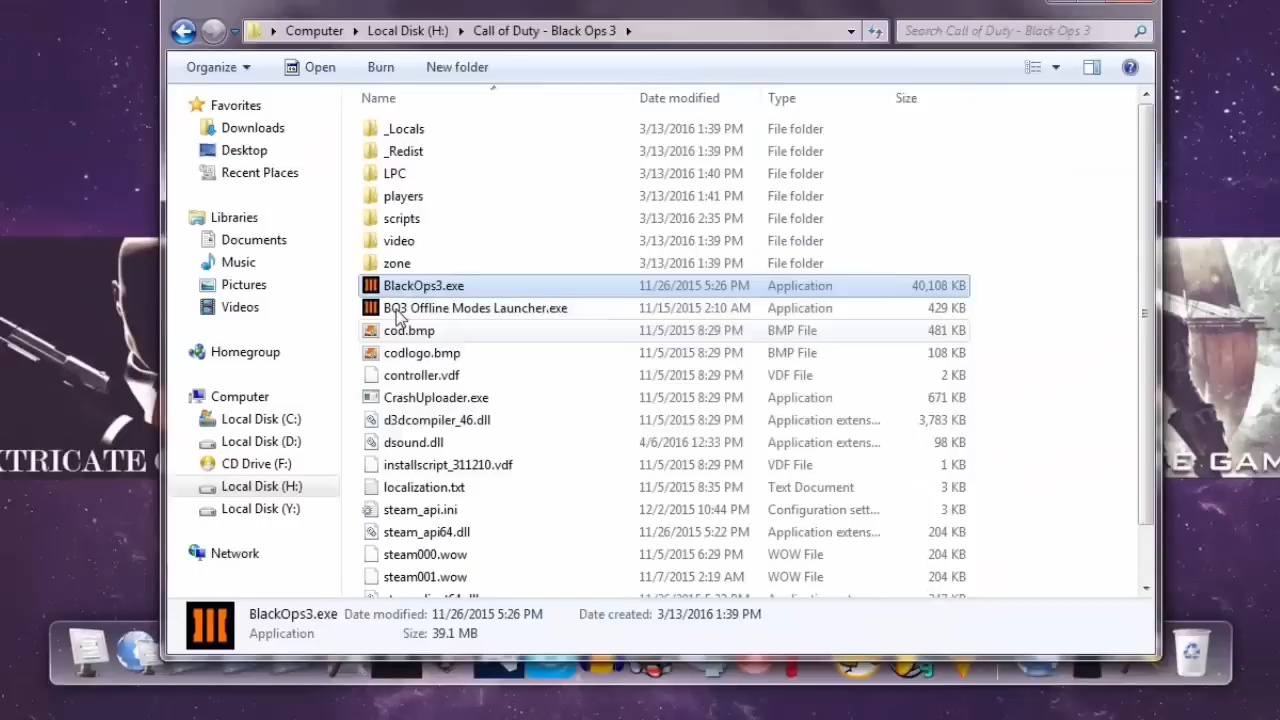 Computer Local Disk (H:) Call of Duty - Black Ops 3
Search Call of Duty - Black Ops 3
Organize Open Burn New folder
Name Date modified Type Size
Favorites
Downloads
Desktop
Recent Places
Libraries
Documents
Music
Pictures
Videos
Homegroup
Computer
Local Disk (C:)
Local Disk (D:)
CD Drive (F:)
Local Disk (H:)
Local Disk (Y:)
Network
_Locals 3/13/2016 1:39 PM File folder
_Redist 3/13/2016 1:39 PM File folder
LPC 3/13/2016 1:40 PM File folder
players 3/13/2016 1:41 PM File folder
scripts 3/13/2016 2:35 PM File folder
video 3/13/2016 1:39 PM File folder
zone 3/13/2016 1:39 PM File folder
BlackOps3.exe 11/26/2015 5:26 PM Application 40,108 KB
BO3 Offline Modes Launcher.exe 11/15/2015 2:10 AM Application 429 KB
cod.bmp 11/5/2015 8:29 PM BMP File 481 KB
codlogo.bmp 11/5/2015 8:29 PM BMP File 108 KB
controller.vdf 11/5/2015 8:29 PM VDF File 2 KB
CrashUploader.exe 11/5/2015 8:29 PM Application 671 KB
d3dcompiler_46.dll 11/5/2015 8:29 PM Application extens... 3,783 KB
dsound.dll 4/6/2016 12:33 PM Application extens... 98 KB
installscript_311210.vdf 11/5/2015 8:29 PM VDF File 1 KB
localization.txt 11/5/2015 8:35 PM Text Document 3 KB
steam_api.ini 12/2/2015 10:44 PM Configuration sett... 3 KB
steam_api64.dll 11/26/2015 5:22 PM Application extens... 204 KB
steam000.wow 11/5/2015 6:29 PM WOW File 204 KB
steam001.wow 11/7/2015 2:19 AM WOW File 204 KB
BlackOps3.exe Date modified: 11/26/2015 5:26 PM Date created: 3/13/2016 1:39 PM
Application Size: 39.1 MB
XTRICATE
GAM